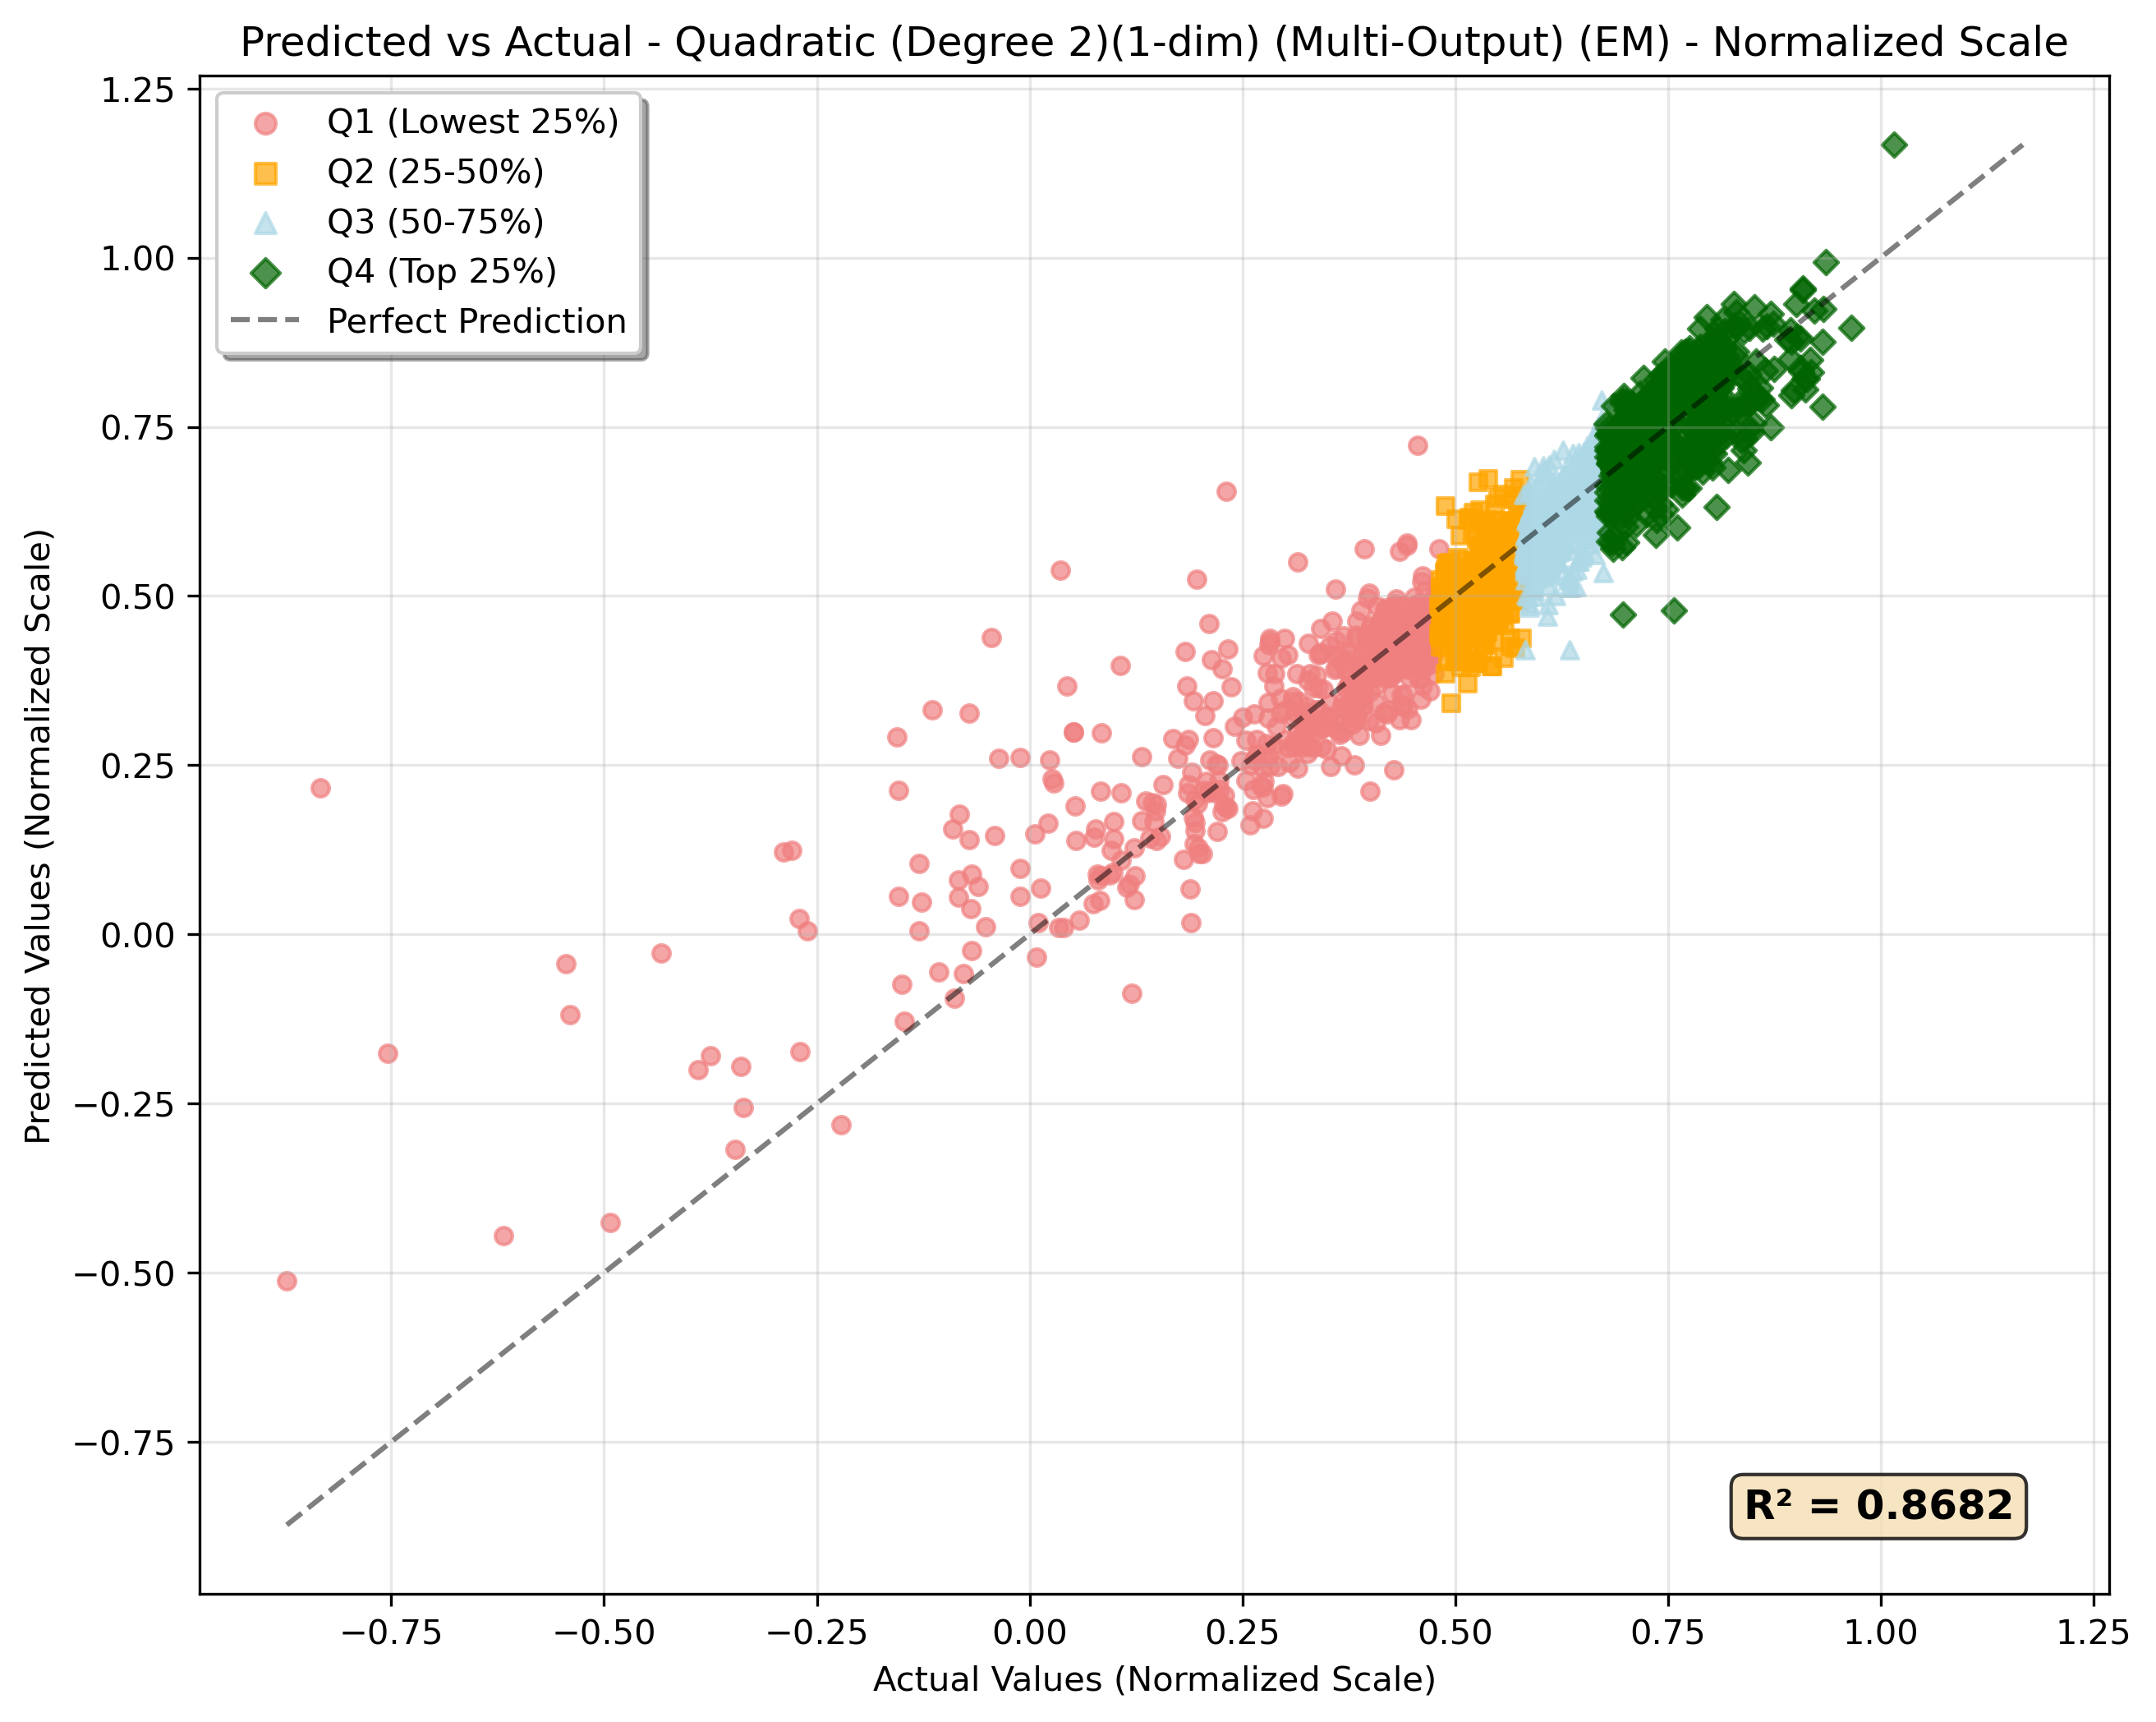 Predicted vs Actual - Quadratic (Degree 2)(1-dim) (Multi-Output) (EM) - Normalized Scale
Q1 (Lowest 25%)
Q2 (25-50%)
Q3 (50-75%)
Q4 (Top 25%)
Perfect Prediction
1.25
1.00
0.75
0.50
0.25
0.00
−0.25
−0.50
−0.75
Predicted Values (Normalized Scale)
R² = 0.8682
−0.75 −0.50 −0.25 0.00 0.25 0.50 0.75 1.00 1.25
Actual Values (Normalized Scale)